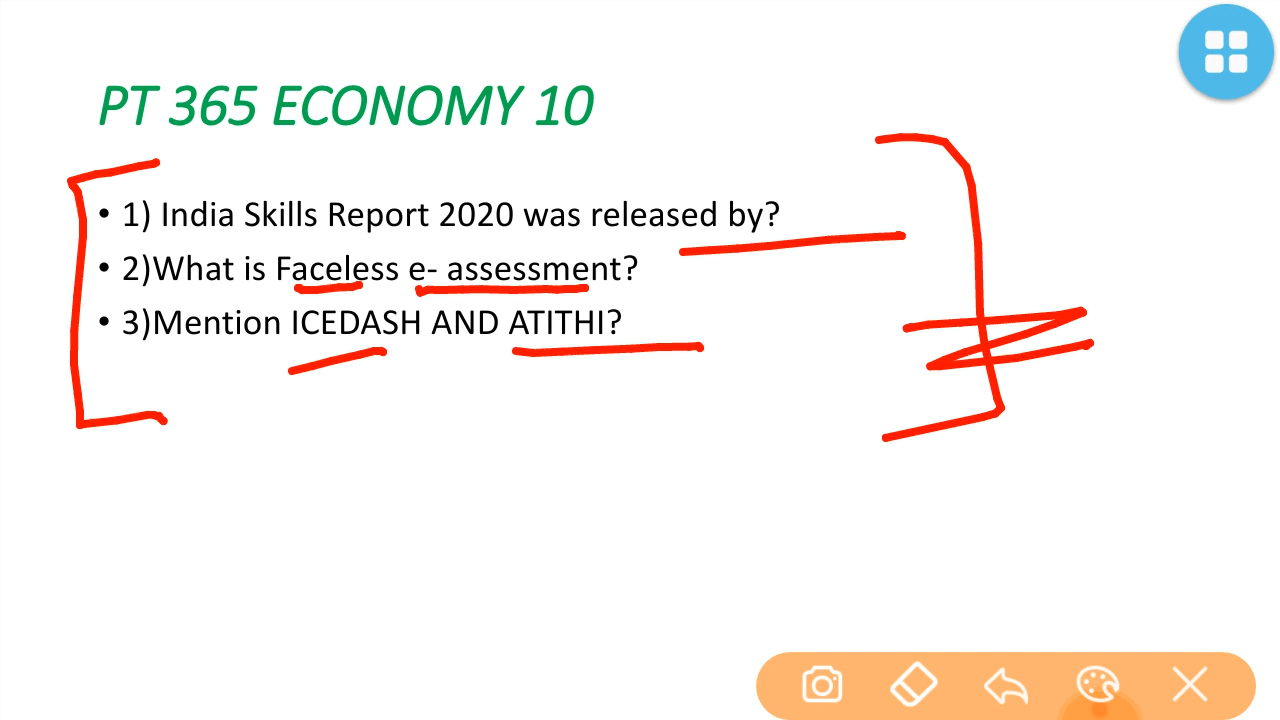 PT 365 ECONOMY 10
• 1) India Skills Report 2020 was released by?
• 2)What is Faceless e- assessment?
• 3)Mention ICEDASH AND ATITHI?